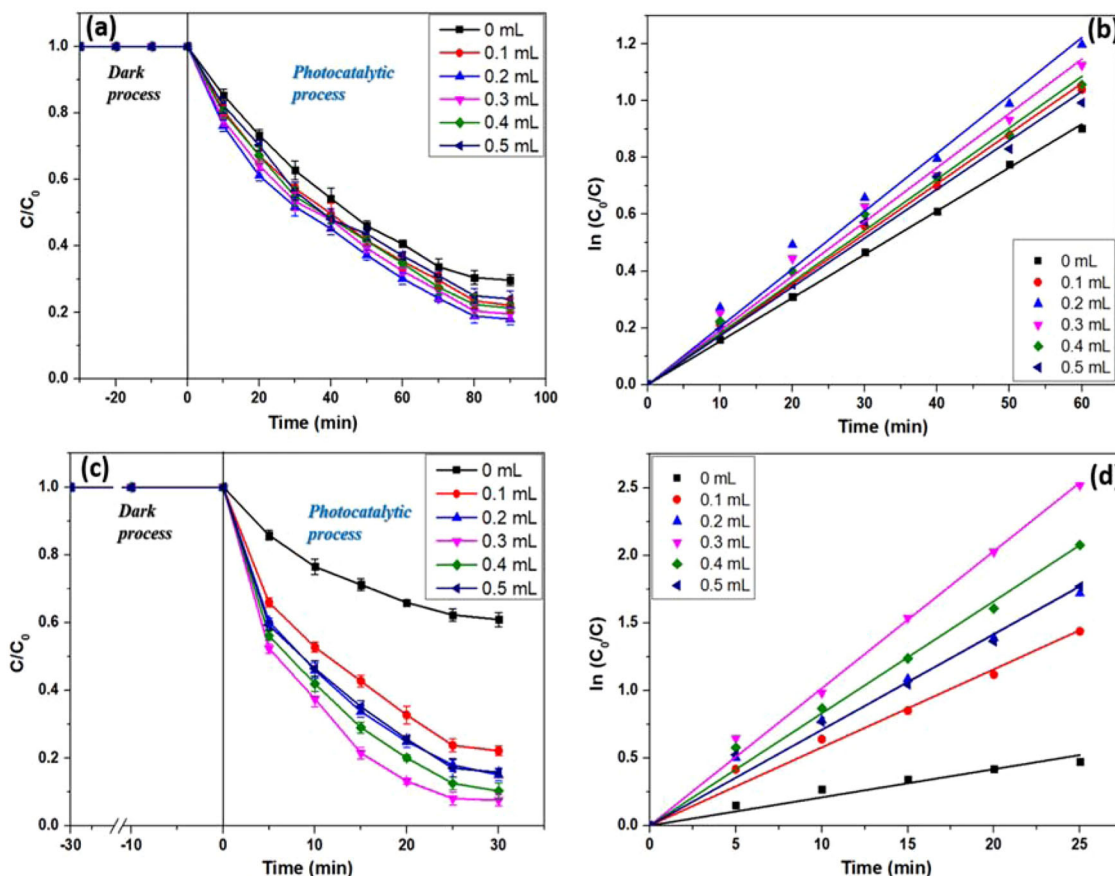 (a)
Dark
process
Photocatalytic
process
0 mL
0.1 mL
0.2 mL
0.3 mL
0.4 mL
0.5 mL
1.0
0.8
0.6
0.4
0.2
0.0
C/C0
-20 0 20 40 60 80 100
Time (min)
(b)
1.2
1.0
0.8
0.6
0.4
0.2
0.0
ln (C0/C)
0 mL
0.1 mL
0.2 mL
0.3 mL
0.4 mL
0.5 mL
0 10 20 30 40 50 60
Time (min)
(c)
Dark
process
Photocatalytic
process
0 mL
0.1 mL
0.2 mL
0.3 mL
0.4 mL
0.5 mL
1.0
0.8
0.6
0.4
0.2
0.0
C/C0
-30 -10 0 10 20 30
Time (min)
(d)
0 mL
0.1 mL
0.2 mL
0.3 mL
0.4 mL
0.5 mL
2.5
2.0
1.5
1.0
0.5
0.0
ln (C0/C)
0 5 10 15 20 25
Time (min)